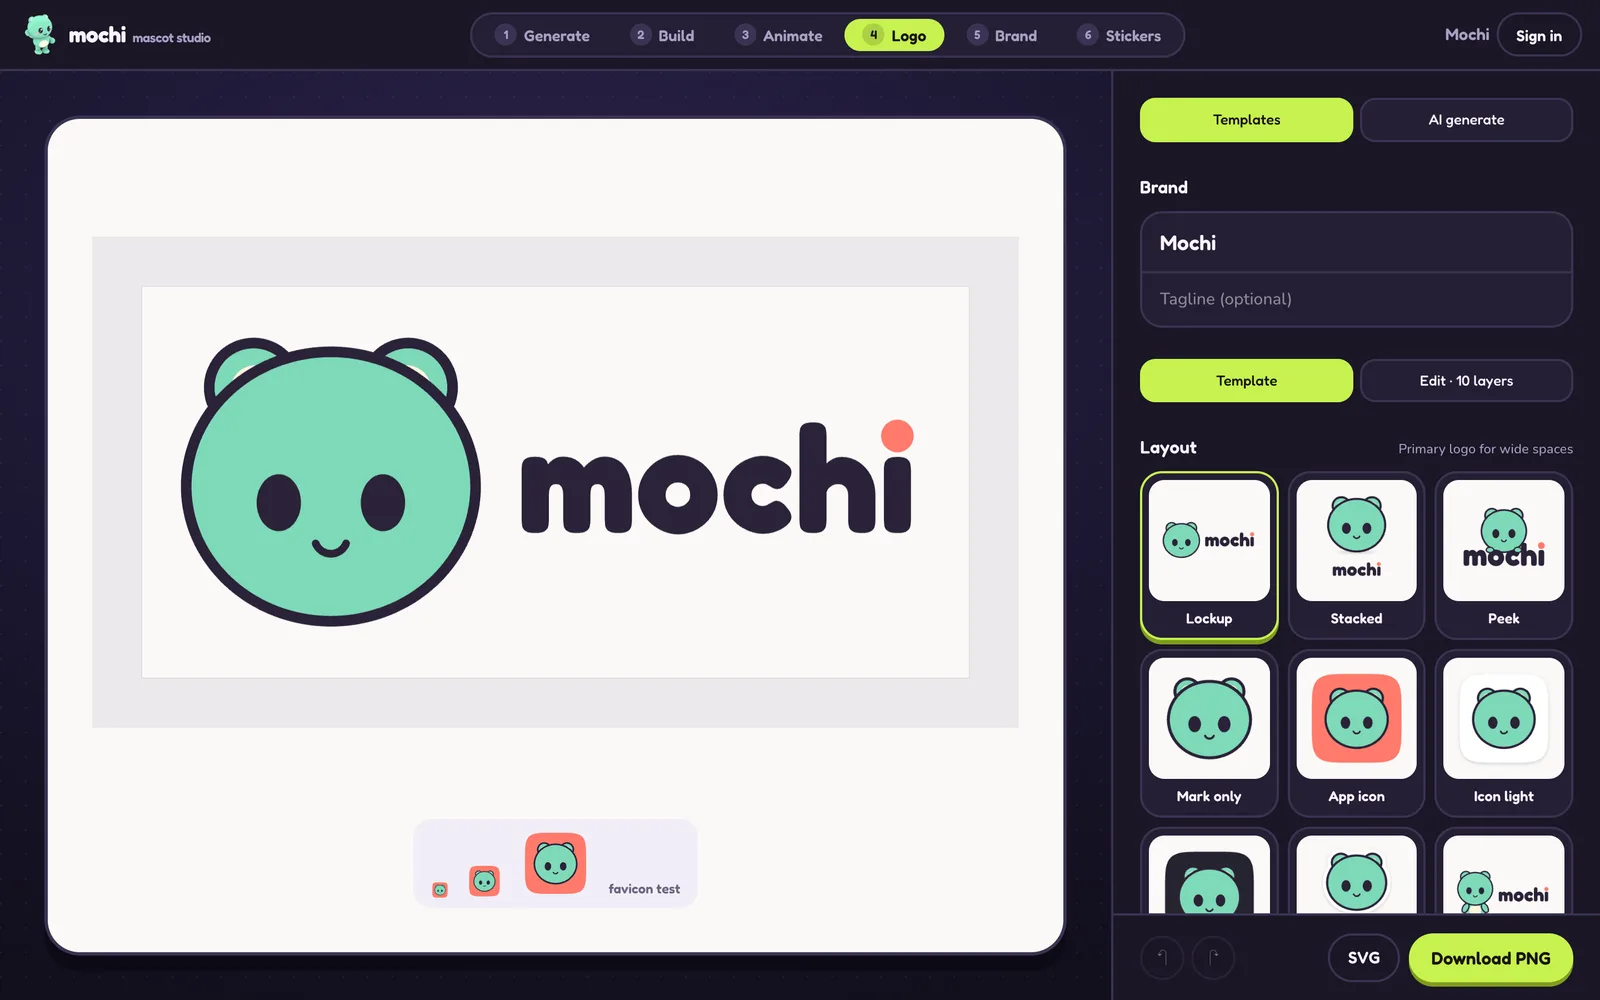 mochi mascot studio
1 Generate
2 Build
3 Animate
4 Logo
5 Brand
6 Stickers
Mochi
Sign in
mochi
favicon test
Templates
AI generate
Brand
Mochi
Tagline (optional)
Template
Edit · 10 layers
Layout
Primary logo for wide spaces
mochi
Lockup
mochi
Stacked
mochi
Peek
Mark only
App icon
Icon light
mochi
SVG
Download PNG